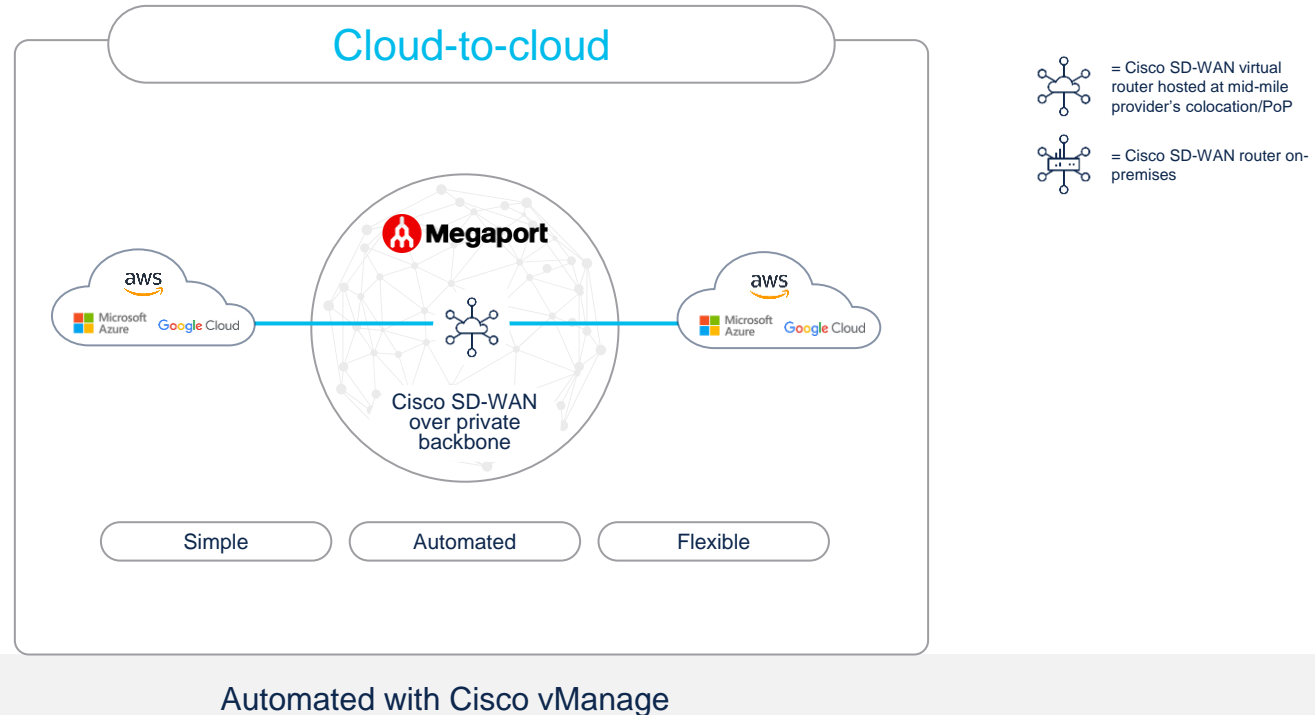 Cloud-to-cloud
= Cisco SD-WAN virtual
router hosted at mid-mile
provider's colocation/PoP
= Cisco SD-WAN router on-
premises
Megaport
aws
Microsoft
Azure
Google Cloud
aws
Microsoft
Azure
Google Cloud
Cisco SD-WAN
over private
backbone
Simple
Automated
Flexible
Automated with Cisco vManage